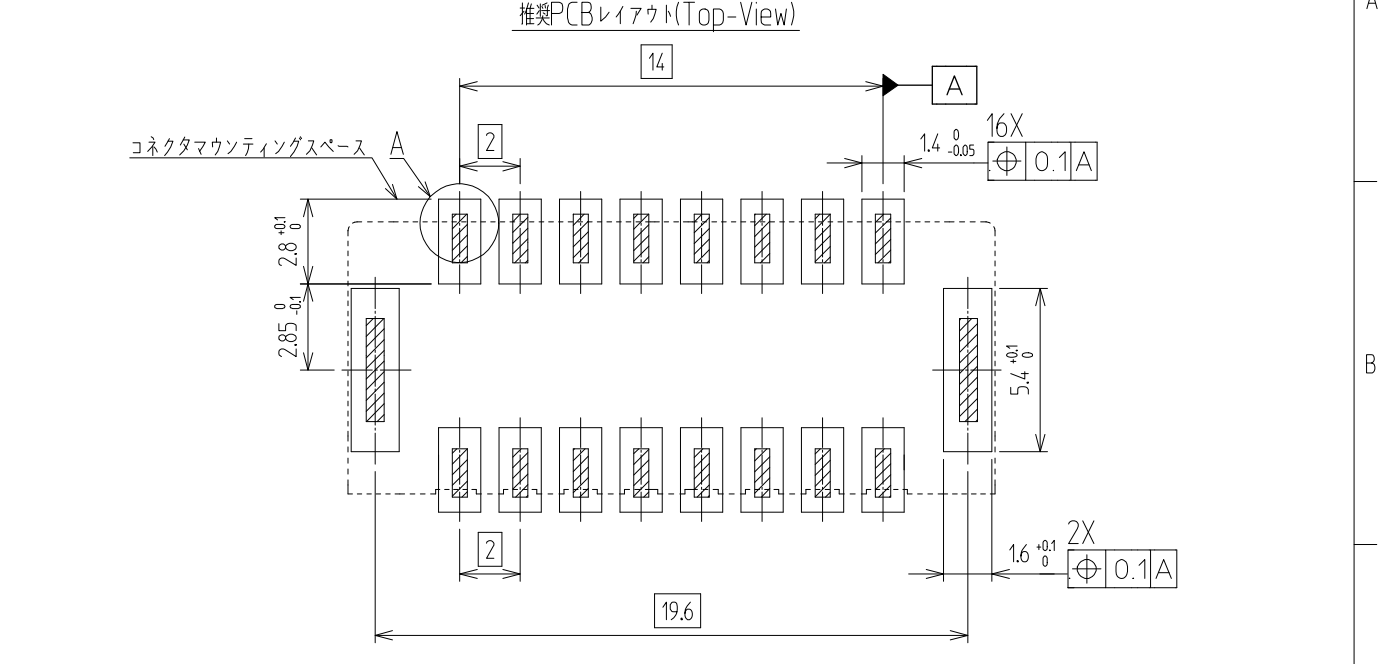 推奨PCBレイアウト(Top-View)
A
14
A
コネクタマウンティングスペース
A
2
1.4 0 -0.05
16X
⌖ 0.1 A
2.8 +0.1 0
2.85 0 -0.1
5.4 +0.1 0
B
2
1.6 +0.1 0
2X
⌖ 0.1 A
19.6